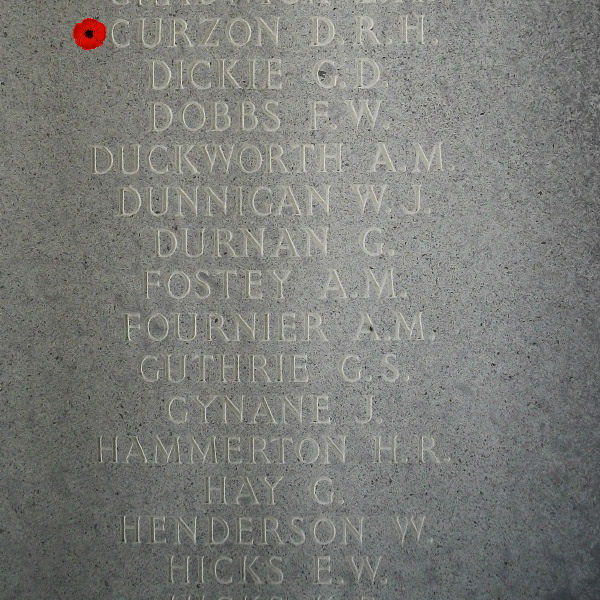 CURZON D.R.H.
DICKIE G.D.
DOBBS F.W.
DUCKWORTH A.M.
DUNNIGAN W.J.
DURNAN G.
FOSTEY A.M.
FOURNIER A.M.
GUTHRIE G.S.
GYNANE J.
HAMMERTON H.R.
HAY G.
HENDERSON W.
HICKS E.W.